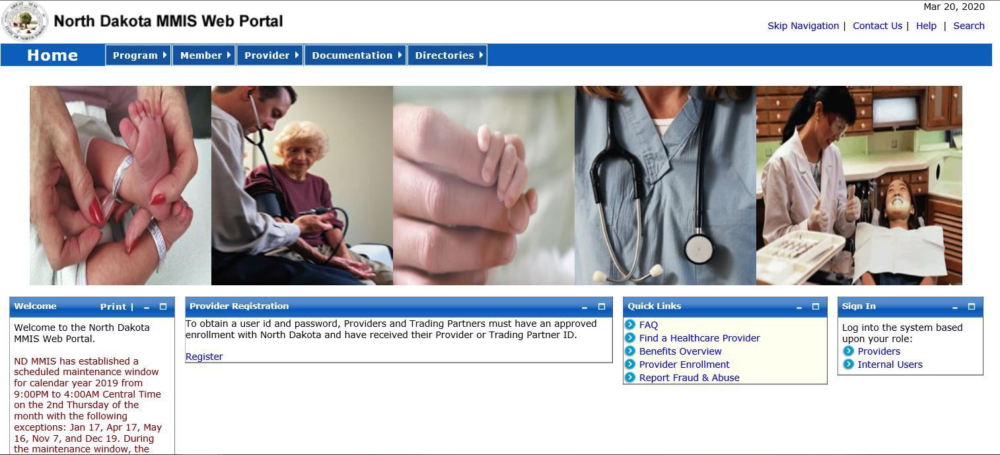 GREAT SEAL
STATE OF NORTH DAKOTA
North Dakota MMIS Web Portal
Mar 20, 2020
Skip Navigation | Contact Us | Help | Search
Home Program Member Provider Documentation Directories
Welcome Print |
Welcome to the North Dakota
MMIS Web Portal.
ND MMIS has established a
scheduled maintenance window
for calendar year 2019 from
9:00PM to 4:00AM Central Time
on the 2nd Thursday of the
month with the following
exceptions: Jan 17, Apr 17, May
16, Nov 7, and Dec 19. During
the maintenance window, the
Provider Registration
To obtain a user id and password, Providers and Trading Partners must have an approved
enrollment with North Dakota and have received their Provider or Trading Partner ID.
Register
Quick Links
FAQ
Find a Healthcare Provider
Benefits Overview
Provider Enrollment
Report Fraud & Abuse
Sign In
Log into the system based
upon your role:
Providers
Internal Users